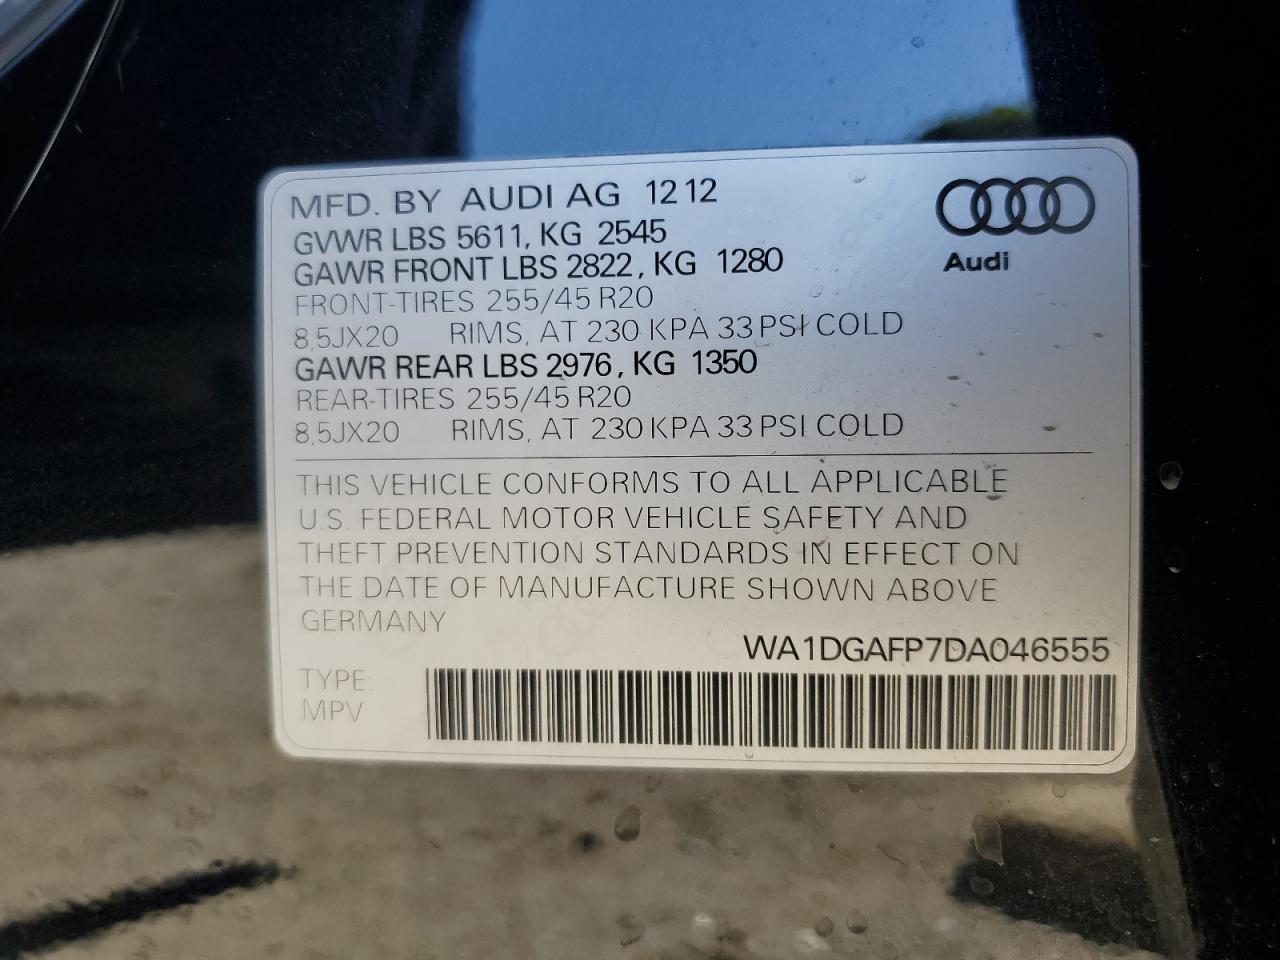 MFD. BY AUDI AG 12 12
GVWR LBS 5611, KG 2545
GAWR FRONT LBS 2822, KG 1280
FRONT-TIRES 255/45 R20
8,5JX20 RIMS, AT 230 KPA 33 PSI COLD
GAWR REAR LBS 2976, KG 1350
REAR-TIRES 255/45 R20
8,5JX20 RIMS, AT 230 KPA 33 PSI COLD
Audi
THIS VEHICLE CONFORMS TO ALL APPLICABLE
U.S. FEDERAL MOTOR VEHICLE SAFETY AND
THEFT PREVENTION STANDARDS IN EFFECT ON
THE DATE OF MANUFACTURE SHOWN ABOVE
GERMANY
WA1DGAFP7DA046555
TYPE:
MPV